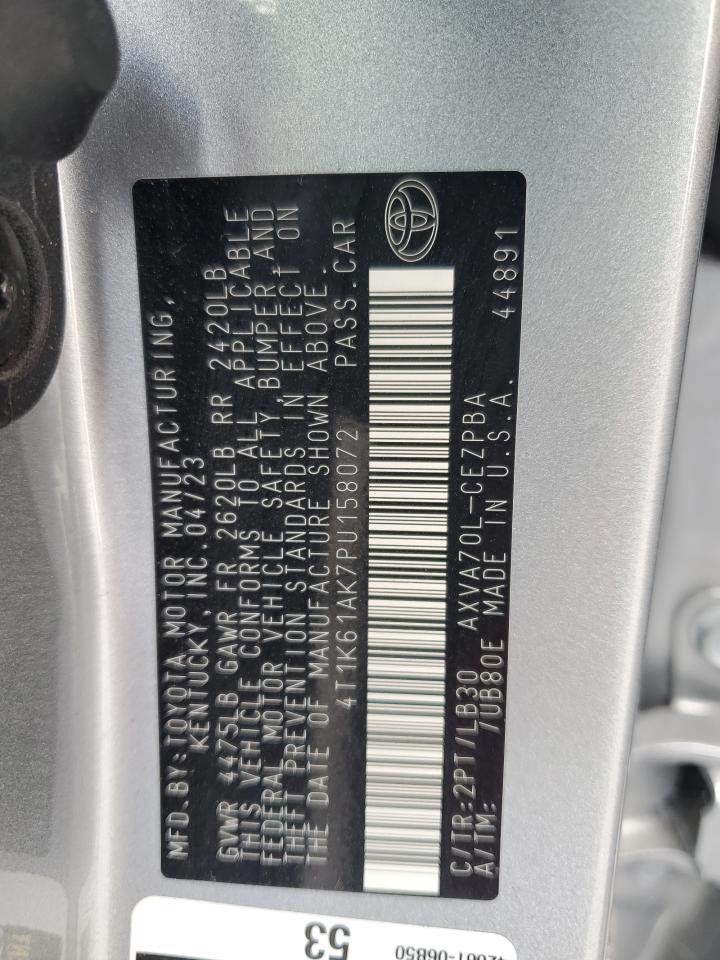 MFD.BY:TOYOTA MOTOR MANUFACTURING,
KENTUCKY INC.04/23
GVWR 4475LB GAWR FR 2620LB RR 2420LB
THIS VEHICLE CONFORMS TO ALL APPLICABLE
FEDERAL MOTOR VEHICLE SAFETY,BUMPER,AND
THEFT PREVENTION STANDARDS IN EFFECT ON
THE DATE OF MANUFACTURE SHOWN ABOVE.
4T1K61AK7PU158072 PASS.CAR
C/TR:2PT/LB30 AXVA70L-CEZPBA
A/TM: /UB80E MADE IN U.S.A. 44891
53